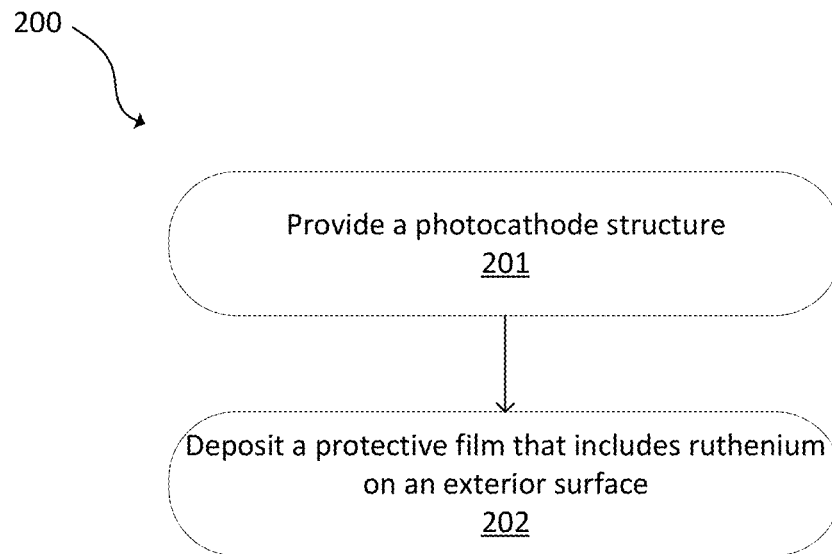 200
Provide a photocathode structure
201
Deposit a protective film that includes ruthenium
on an exterior surface
202